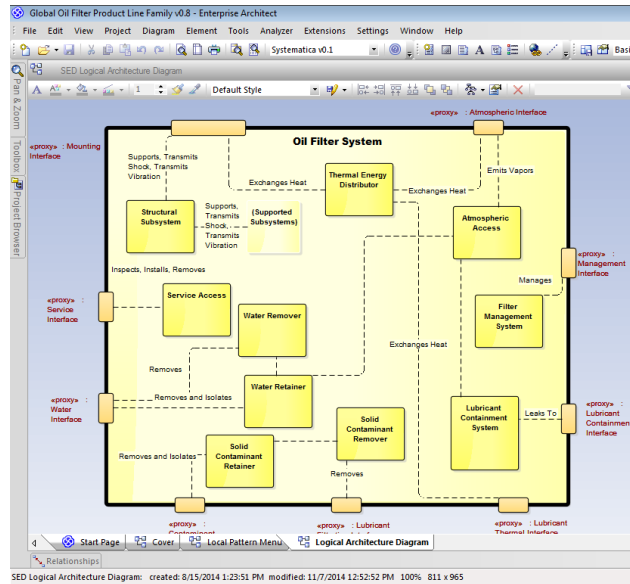 Global Oil Filter Product Line Family v0.8 - Enterprise Architect
File Edit View Project Diagram Element Tools Analyzer Extensions Settings Window Help
Systematica v0.1
Basi
SED Logical Architecture Diagram
1
Default Style
Pan & Zoom
Toolbox
Project Browser
«proxy» : Atmospheric Interface
«proxy» : Mounting
Interface
Oil Filter System
Supports, Transmits
Shock, Transmits
Vibration
Exchanges Heat
Thermal Energy
Distributor
Exchanges Heat
Emits Vapors
Structural
Subsystem
Supports,
Transmits
Shock,
Transmits
Vibration
(Supported
Subsystems)
Atmospheric
Access
Inspects, Installs, Removes
«proxy» :
Management
Interface
Manages
«proxy» :
Service
Interface
Service Access
Water Remover
Filter
Management
System
Exchanges Heat
Removes
Water Retainer
Removes and Isolates
«proxy» :
Water
Interface
Lubricant
Containment
System
Leaks To
«proxy» :
Lubricant
Containment
Interface
Solid
Contaminant
Remover
Solid
Contaminant
Retainer
Removes and Isolates
Removes
«proxy» :
Contaminant
«proxy» : Lubricant
«proxy» : Lubricant
Thermal Interface
Start Page Cover Local Pattern Menu Logical Architecture Diagram
Relationships
SED Logical Architecture Diagram: created: 8/15/2014 1:23:51 PM modified: 11/7/2014 12:52:52 PM 100% 811 x 965